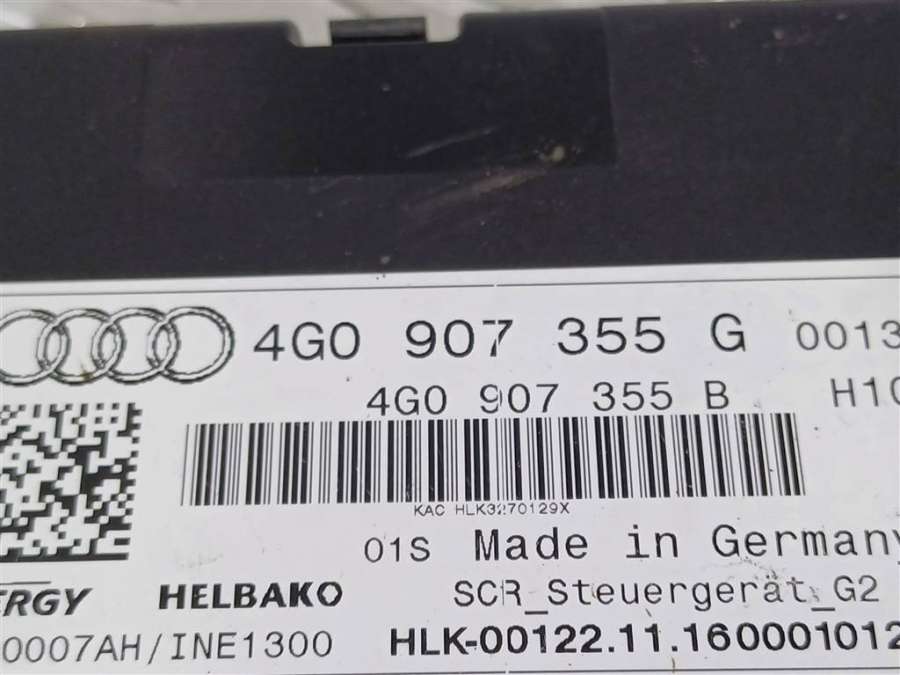 4G0 907 355 G 0013
4G0 907 355 B H10
KAC HLK3270129X
01S Made in Germany
ERGY HELBAKO SCR_Steuergerät_G2
0007AH/INE1300 HLK-00122.11.160001012